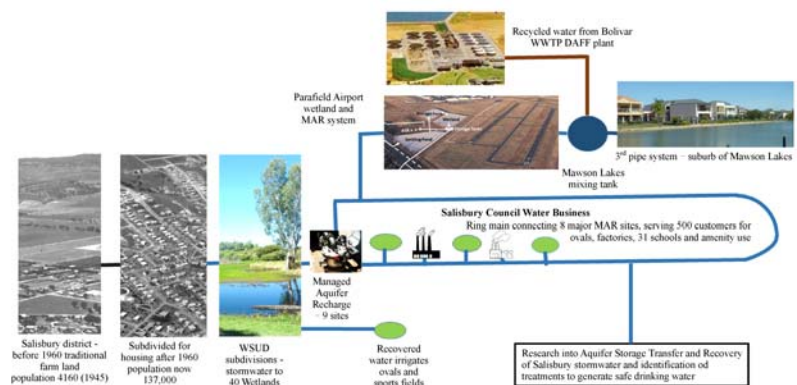 Recycled water from Bolivar
WWTP DAFF plant
Parafield Airport
wetland and
MAR system
Mawson Lakes
mixing tank
3rd pipe system – suburb of Mawson Lakes
Salisbury Council Water Business
Ring main connecting 8 major MAR sites, serving 500 customers for
ovals, factories, 31 schools and amenity use
Managed
Aquifer
Recharge
– 9 sites
Salisbury district -
before 1960 traditional
farm land
population 4160 (1945)
Subdivided for
housing after 1960
population now
137,000
WSUD
subdivisions -
stormwater to
40 Wetlands
Recovered
water irrigates
ovals and
sports fields
Research into Aquifer Storage Transfer and Recovery
of Salisbury stormwater and identification od
treatments to generate safe drinking water